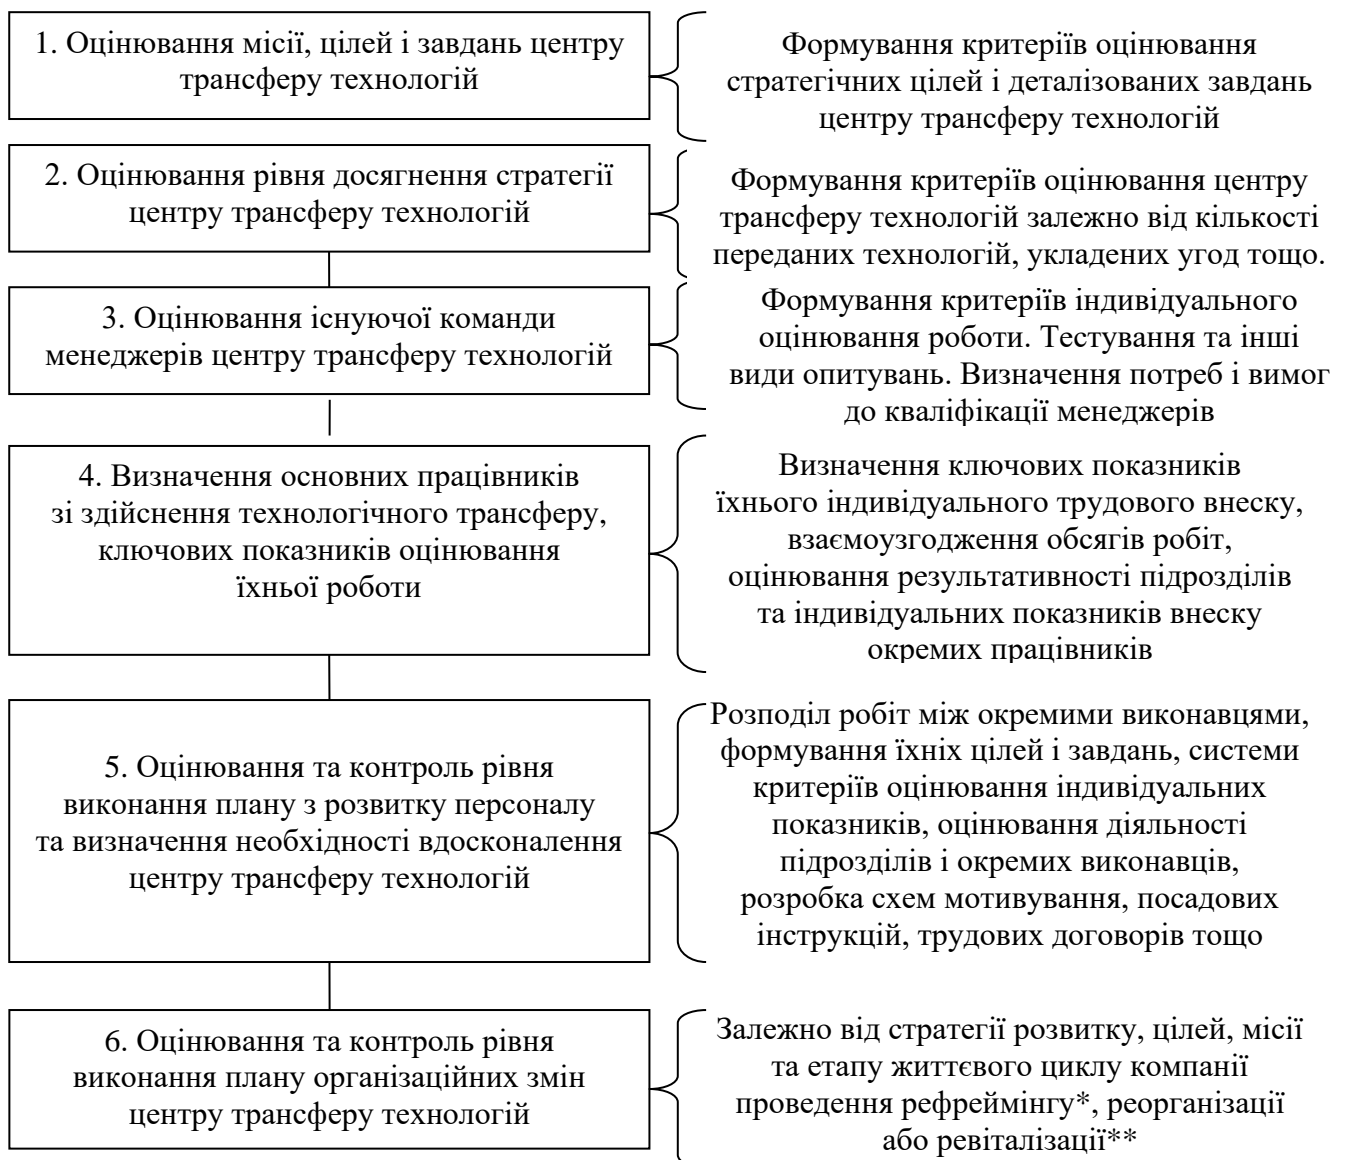 1. Оцінювання місії, цілей і завдань центру
трансферу технологій
Формування критеріїв оцінювання
стратегічних цілей і деталізованих завдань
центру трансферу технологій
2. Оцінювання рівня досягнення стратегії
центру трансферу технологій
Формування критеріїв оцінювання центру
трансферу технологій залежно від кількості
переданих технологій, укладених угод тощо.
3. Оцінювання існуючої команди
менеджерів центру трансферу технологій
Формування критеріїв індивідуального
оцінювання роботи. Тестування та інші
види опитувань. Визначення потреб і вимог
до кваліфікації менеджерів
4. Визначення основних працівників
зі здійснення технологічного трансферу,
ключових показників оцінювання
їхньої роботи
Визначення ключових показників
їхнього індивідуального трудового внеску,
взаємоузгодження обсягів робіт,
оцінювання результативності підрозділів
та індивідуальних показників внеску
окремих працівників
5. Оцінювання та контроль рівня
виконання плану з розвитку персоналу
та визначення необхідності вдосконалення
центру трансферу технологій
Розподіл робіт між окремими виконавцями,
формування їхніх цілей і завдань, системи
критеріїв оцінювання індивідуальних
показників, оцінювання діяльності
підрозділів і окремих виконавців,
розробка схем мотивування, посадових
інструкцій, трудових договорів тощо
6. Оцінювання та контроль рівня
виконання плану організаційних змін
центру трансферу технологій
Залежно від стратегії розвитку, цілей, місії
та етапу життєвого циклу компанії
проведення рефреймінгу*, реорганізації
або ревіталізації**